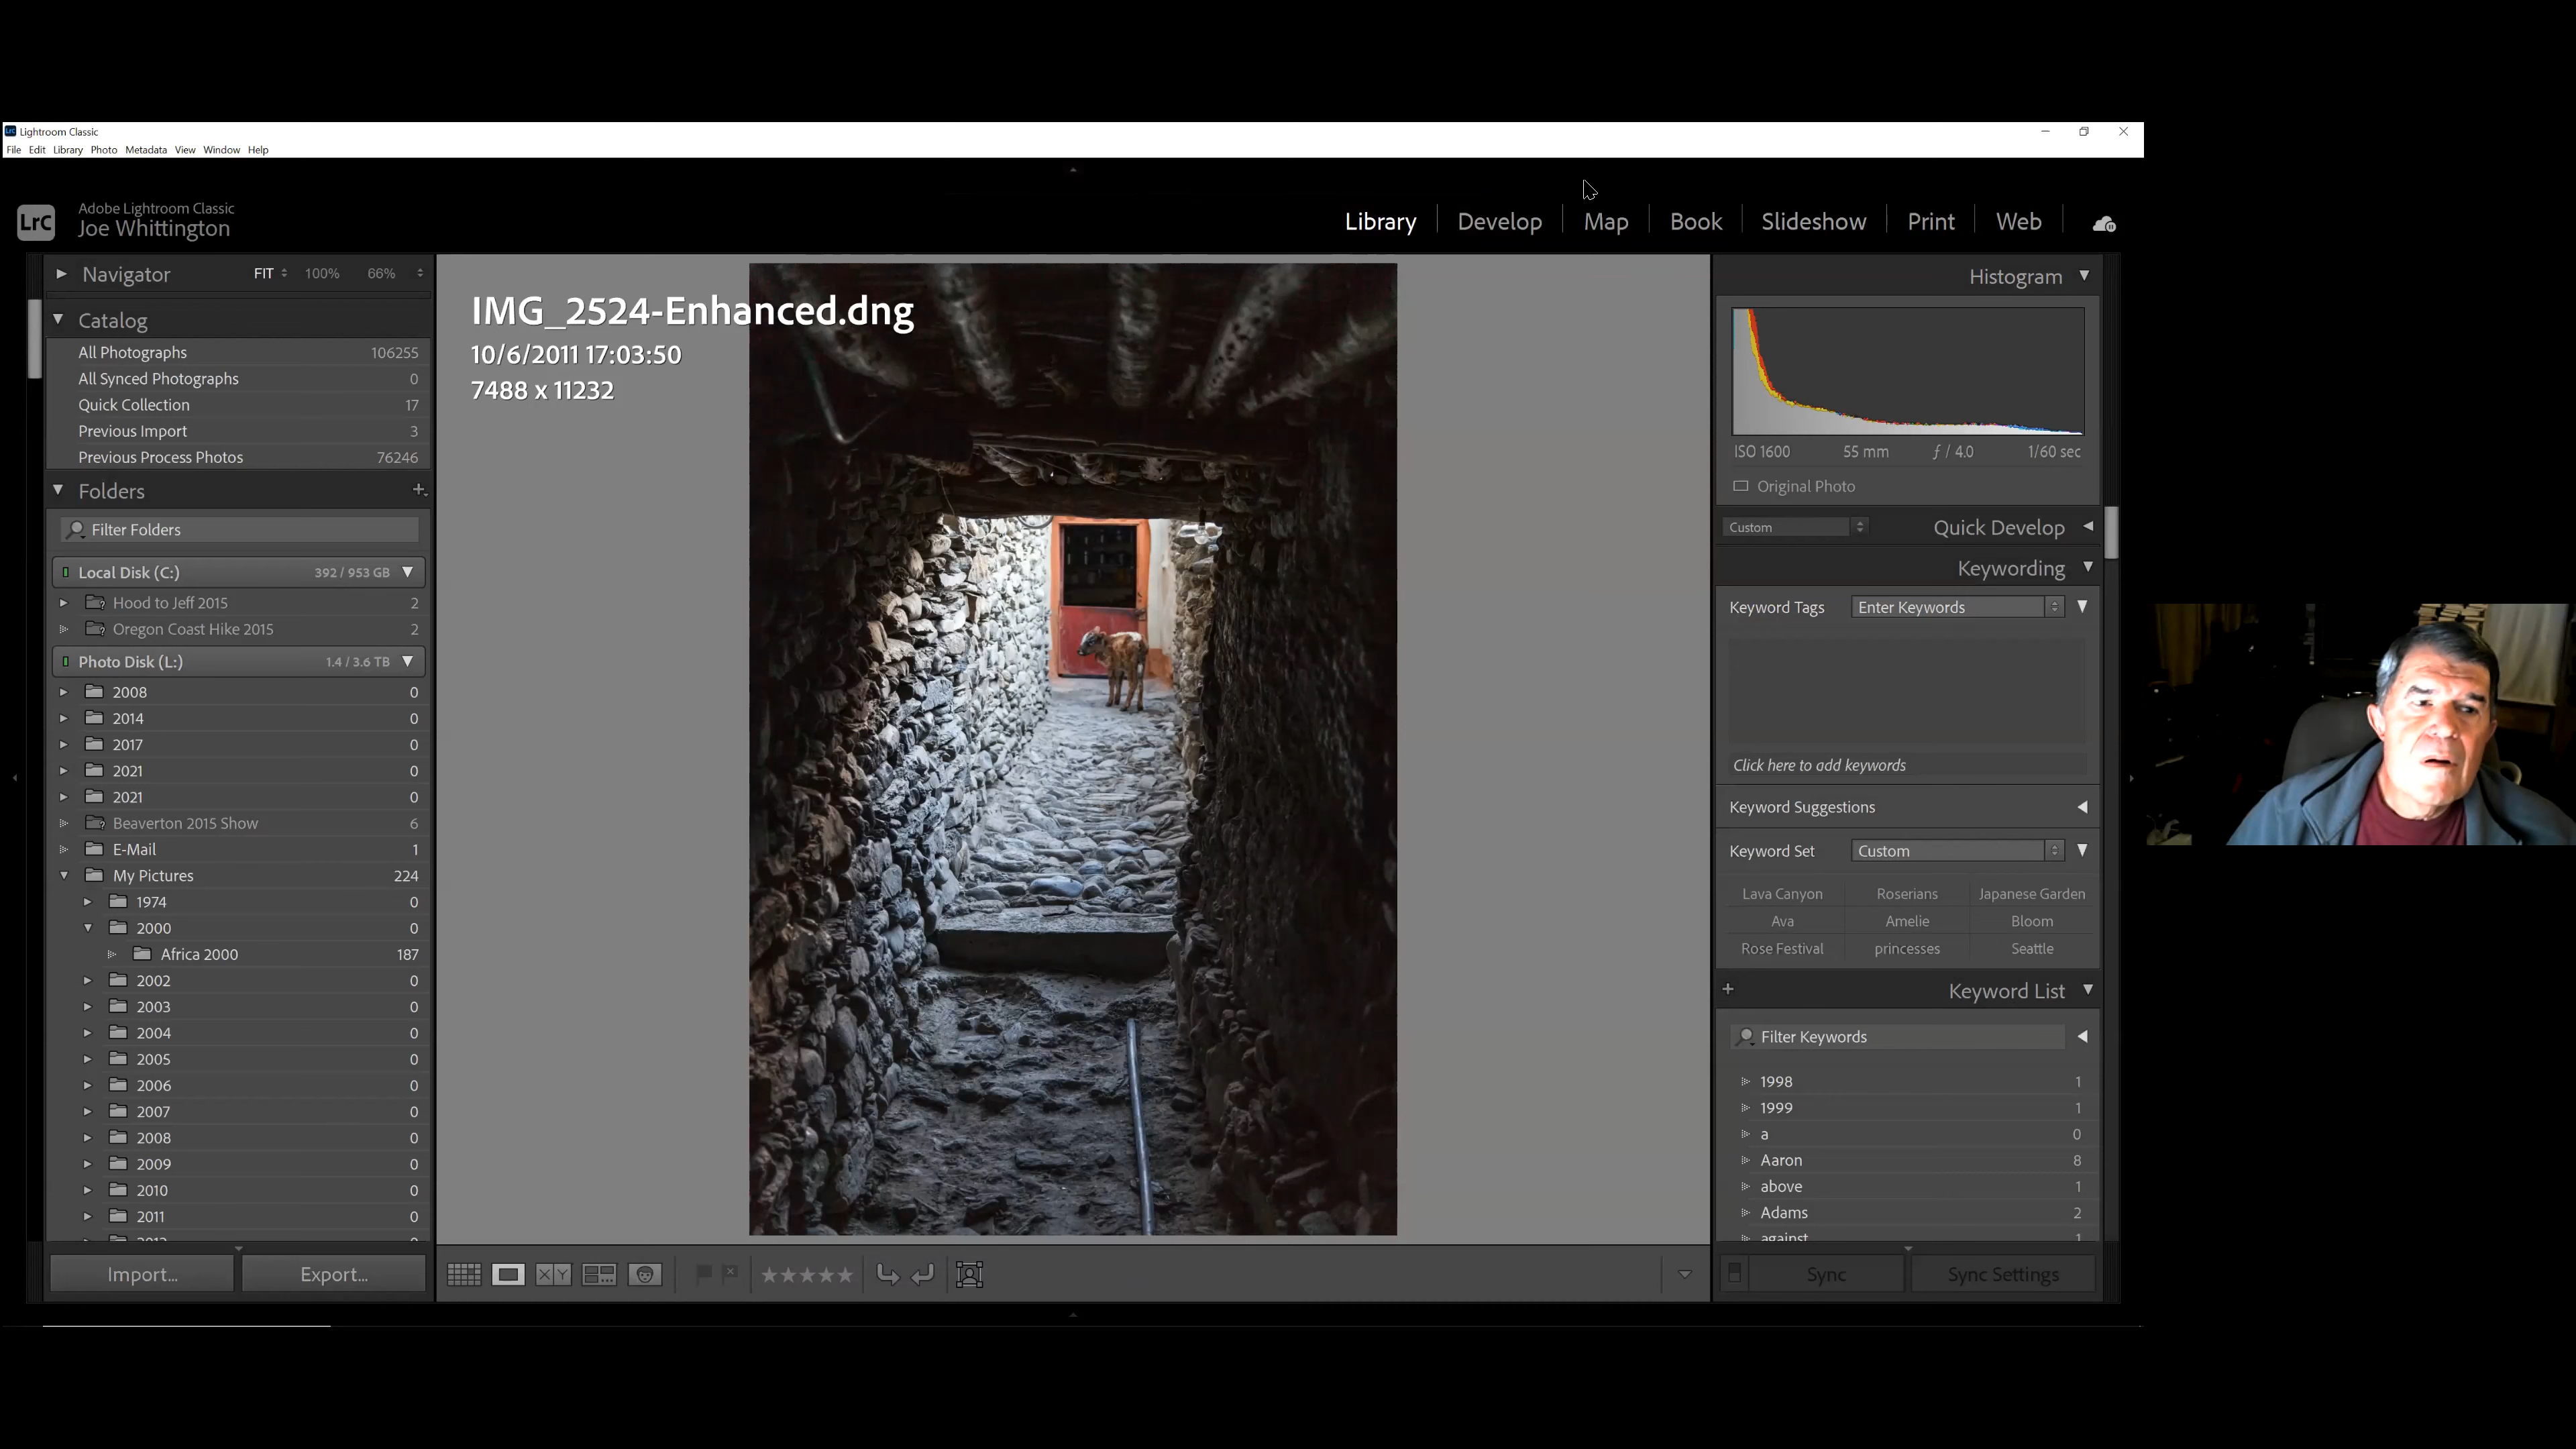 Lightroom Classic
File Edit Library Photo Metadata View Window Help
LrC
Adobe Lightroom Classic
Joe Whittington
Library Develop Map Book Slideshow Print Web
Navigator FIT 100% 66%
Catalog
All Photographs 106255
All Synced Photographs 0
Quick Collection 17
Previous Import 3
Previous Process Photos 76246
Folders
Filter Folders
Local Disk (C:) 392 / 953 GB
Hood to Jeff 2015 2
Oregon Coast Hike 2015 2
Photo Disk (L:) 1.4 / 3.6 TB
2008 0
2014 0
2017 0
2021 0
2021 0
Beaverton 2015 Show 6
E-Mail 1
My Pictures 224
1974 0
2000 0
Africa 2000 187
2002 0
2003 0
2004 0
2005 0
2006 0
2007 0
2008 0
2009 0
2010 0
2011 0
Import... Export...
IMG_2524-Enhanced.dng
10/6/2011 17:03:50
7488 x 11232
X Y
Histogram
ISO 1600 55 mm ƒ / 4.0 1/60 sec
Original Photo
Custom Quick Develop
Keywording
Keyword Tags Enter Keywords
Click here to add keywords
Keyword Suggestions
Keyword Set Custom
Lava Canyon Roserians Japanese Garden
Ava Amelie Bloom
Rose Festival princesses Seattle
Keyword List
Filter Keywords
1998 1
1999 1
a 0
Aaron 8
above 1
Adams 2
against 1
Sync Sync Settings